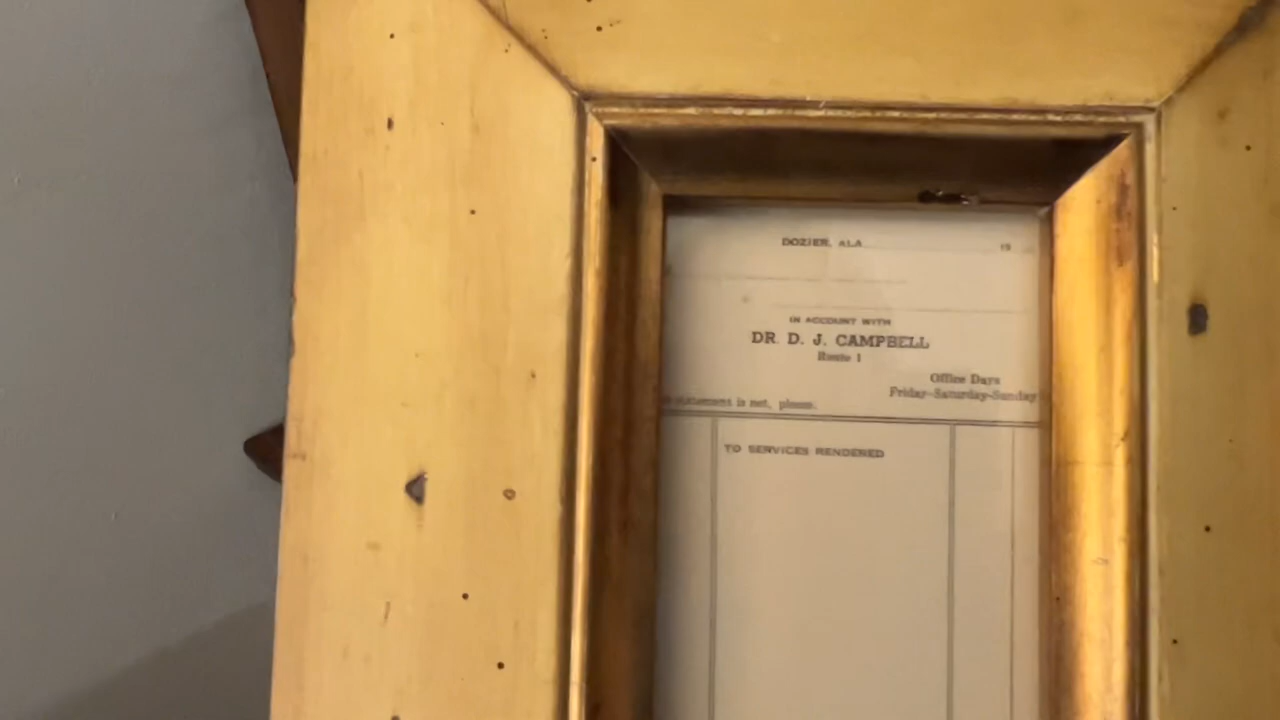 DOZIER, ALA. 19
IN ACCOUNT WITH
DR. D. J. CAMPBELL
Route 1
Office Days
Friday-Saturday-Sunday
statement is not, please.
TO SERVICES RENDERED